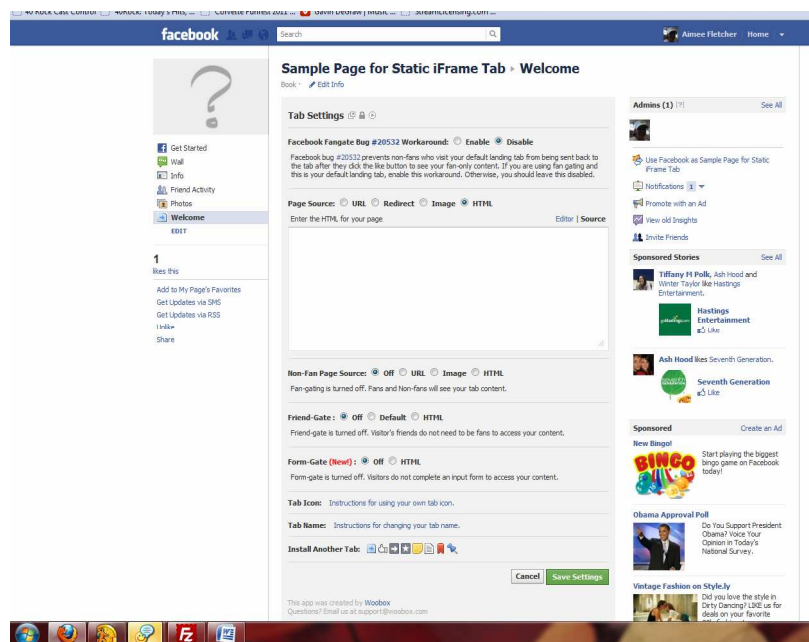 40 Rock Cast Control
40Rock: Today's Hits, ...
Corvette Funfest 2011 ...
Gavin DeGraw | Music ...
StreamLicensing.com ...
facebook
Search
Aimee Fletcher
Home
Sample Page for Static iFrame Tab ▸ Welcome
Book · Edit Info
Get Started
Wall
Info
Friend Activity
Photos
Welcome
EDIT
1
likes this
Add to My Page's Favorites
Get Updates via SMS
Get Updates via RSS
Unlike
Share
Tab Settings
Facebook Fangate Bug #20532 Workaround: Enable Disable
Facebook bug #20532 prevents non-fans who visit your default landing tab from being sent back to
the tab after they click the like button to see your fan-only content. If you are using fan gating and
this is your default landing tab, enable this workaround. Otherwise, you should leave this disabled.
Page Source: URL Redirect Image HTML
Enter the HTML for your page
Editor | Source
Non-Fan Page Source: Off URL Image HTML
Fan-gating is turned off. Fans and Non-fans will see your tab content.
Friend-Gate : Off Default HTML
Friend-gate is turned off. Visitor's friends do not need to be fans to access your content.
Form-Gate (New!) : Off HTML
Form-gate is turned off. Visitors do not complete an input form to access your content.
Tab Icon: Instructions for using your own tab icon.
Tab Name: Instructions for changing your tab name.
Install Another Tab:
Cancel
Save Settings
This app was created by Woobox
Questions? Email us at support@woobox.com
Admins (1) [?]
See All
Use Facebook as Sample Page for Static
iFrame Tab
Notifications 1
Promote with an Ad
View old Insights
Invite Friends
Sponsored Stories
See All
Tiffany M Polk, Ash Hood and
Winter Taylor like Hastings
Entertainment.
Hastings
Entertainment
Like
Ash Hood likes Seventh Generation.
Seventh Generation
Like
Sponsored
Create an Ad
New Bingo!
BINGO
Start playing the biggest
bingo game on Facebook
today!
Obama Approval Poll
Do You Support President
Obama? Voice Your
Opinion in Today's
National Survey.
Vintage Fashion on Style.ly
Did you love the style in
Dirty Dancing? LIKE us for
deals on your favorite